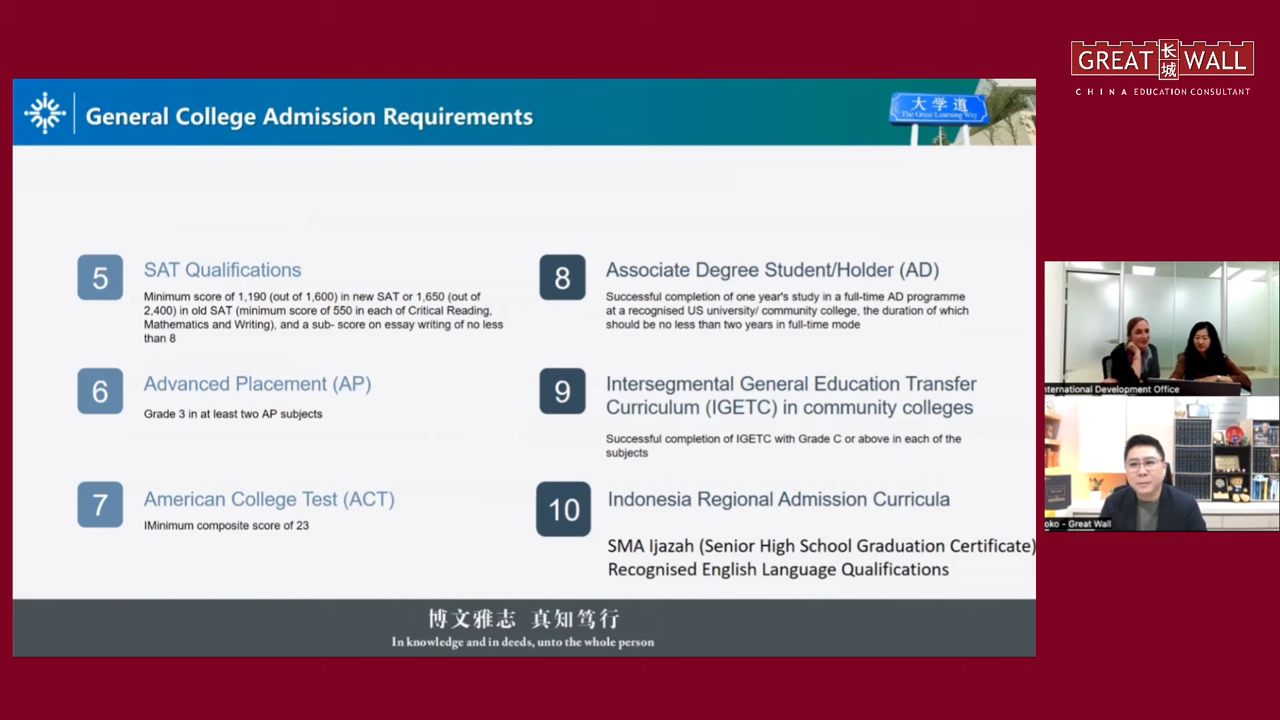 GREAT 长城 WALL
CHINA EDUCATION CONSULTANT
General College Admission Requirements
大学道
The Great Learning Way
5
SAT Qualifications
Minimum score of 1,190 (out of 1,600) in new SAT or 1,650 (out of
2,400) in old SAT (minimum score of 550 in each of Critical Reading,
Mathematics and Writing), and a sub- score on essay writing of no less
than 8
6
Advanced Placement (AP)
Grade 3 in at least two AP subjects
7
American College Test (ACT)
IMinimum composite score of 23
8
Associate Degree Student/Holder (AD)
Successful completion of one year's study in a full-time AD programme
at a recognised US university/ community college, the duration of which
should be no less than two years in full-time mode
9
Intersegmental General Education Transfer
Curriculum (IGETC) in community colleges
Successful completion of IGETC with Grade C or above in each of the
subjects
10
Indonesia Regional Admission Curricula
SMA Ijazah (Senior High School Graduation Certificate)
Recognised English Language Qualifications
博文雅志 真知笃行
In knowledge and in deeds, unto the whole person
nternational Development Office
oko - Great Wall